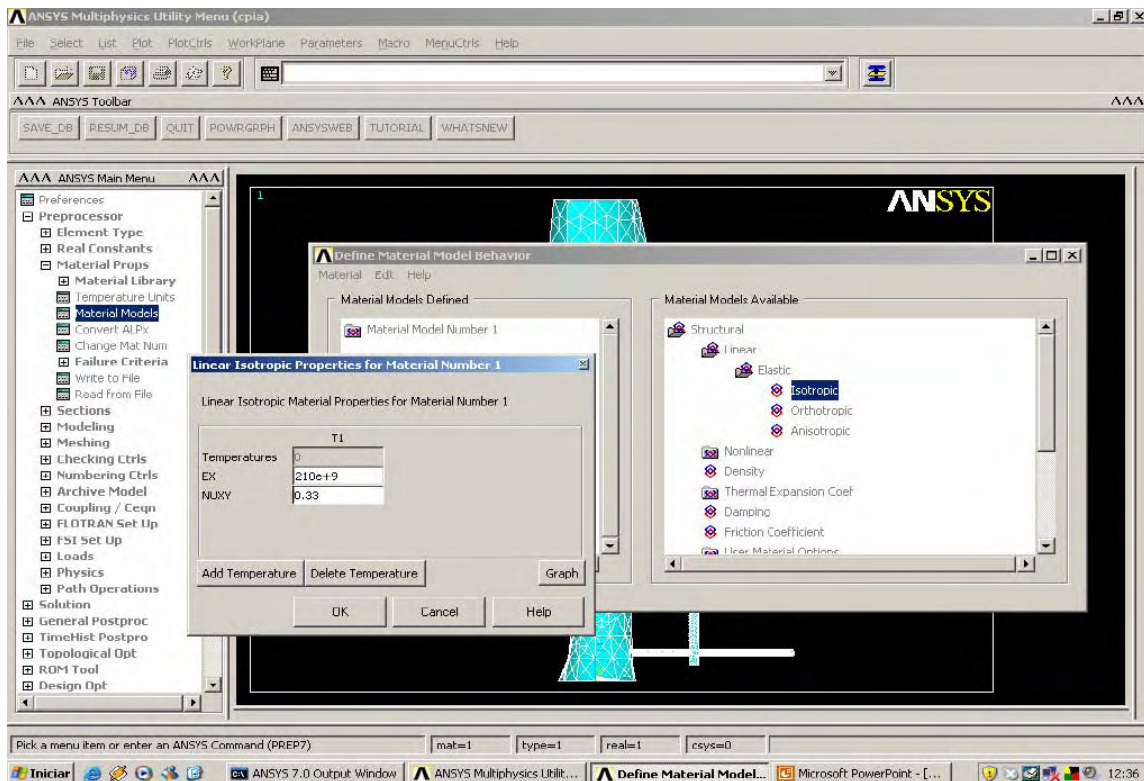 ANSYS Multiphysics Utility Menu (cpia)
File Select List Plot PlotCtrls WorkPlane Parameters Macro MenuCtrls Help
ANSYS Toolbar
SAVE_DB RESUM_DB QUIT POWRGRPH ANSYSWEB TUTORIAL WHATSNEW
ANSYS Main Menu
Preferences
Preprocessor
Element Type
Real Constants
Material Props
Material Library
Temperature Units
Material Models
Convert ALPx
Change Mat Num
Failure Criteria
Write to File
Read from File
Sections
Modeling
Meshing
Checking Ctrls
Numbering Ctrls
Archive Model
Coupling / Ceqn
FLOTRAN Set Up
FSI Set Up
Loads
Physics
Path Operations
Solution
General Postproc
TimeHist Postpro
Topological Opt
ROM Tool
Design Opt
1
ANSYS
Define Material Model Behavior
Material Edit Help
Material Models Defined
Material Model Number 1
Material Models Available
Structural
Linear
Elastic
Isotropic
Orthotropic
Anisotropic
Nonlinear
Density
Thermal Expansion Coef
Damping
Friction Coefficient
User Material Options
Linear Isotropic Properties for Material Number 1
Linear Isotropic Material Properties for Material Number 1
T1
Temperatures 0
EX 210e+9
NUXY 0.33
Add Temperature Delete Temperature Graph
OK Cancel Help
Pick a menu item or enter an ANSYS Command (PREP7) mat=1 type=1 real=1 csys=0
Iniciar ANSYS 7.0 Output Window ANSYS Multiphysics Utilit... Define Material Model... Microsoft PowerPoint - [... 12:36